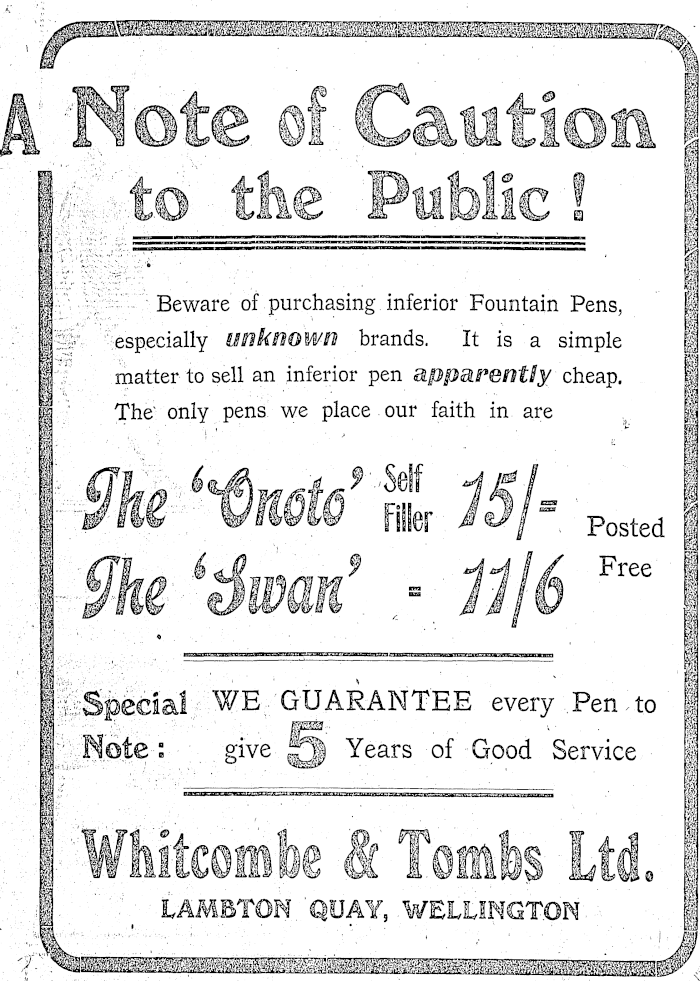 A Note of Caution
to the Public!
Beware of purchasing inferior Fountain Pens,
especially unknown brands. It is a simple
matter to sell an inferior pen apparently cheap.
The only pens we place our faith in are
The 'Onoto' Self Filler 15/=
The 'Swan' = 11/6
Posted
Free
Special Note: WE GUARANTEE every Pen to
give 5 Years of Good Service
Whitcombe & Tombs Ltd.
LAMBTON QUAY, WELLINGTON